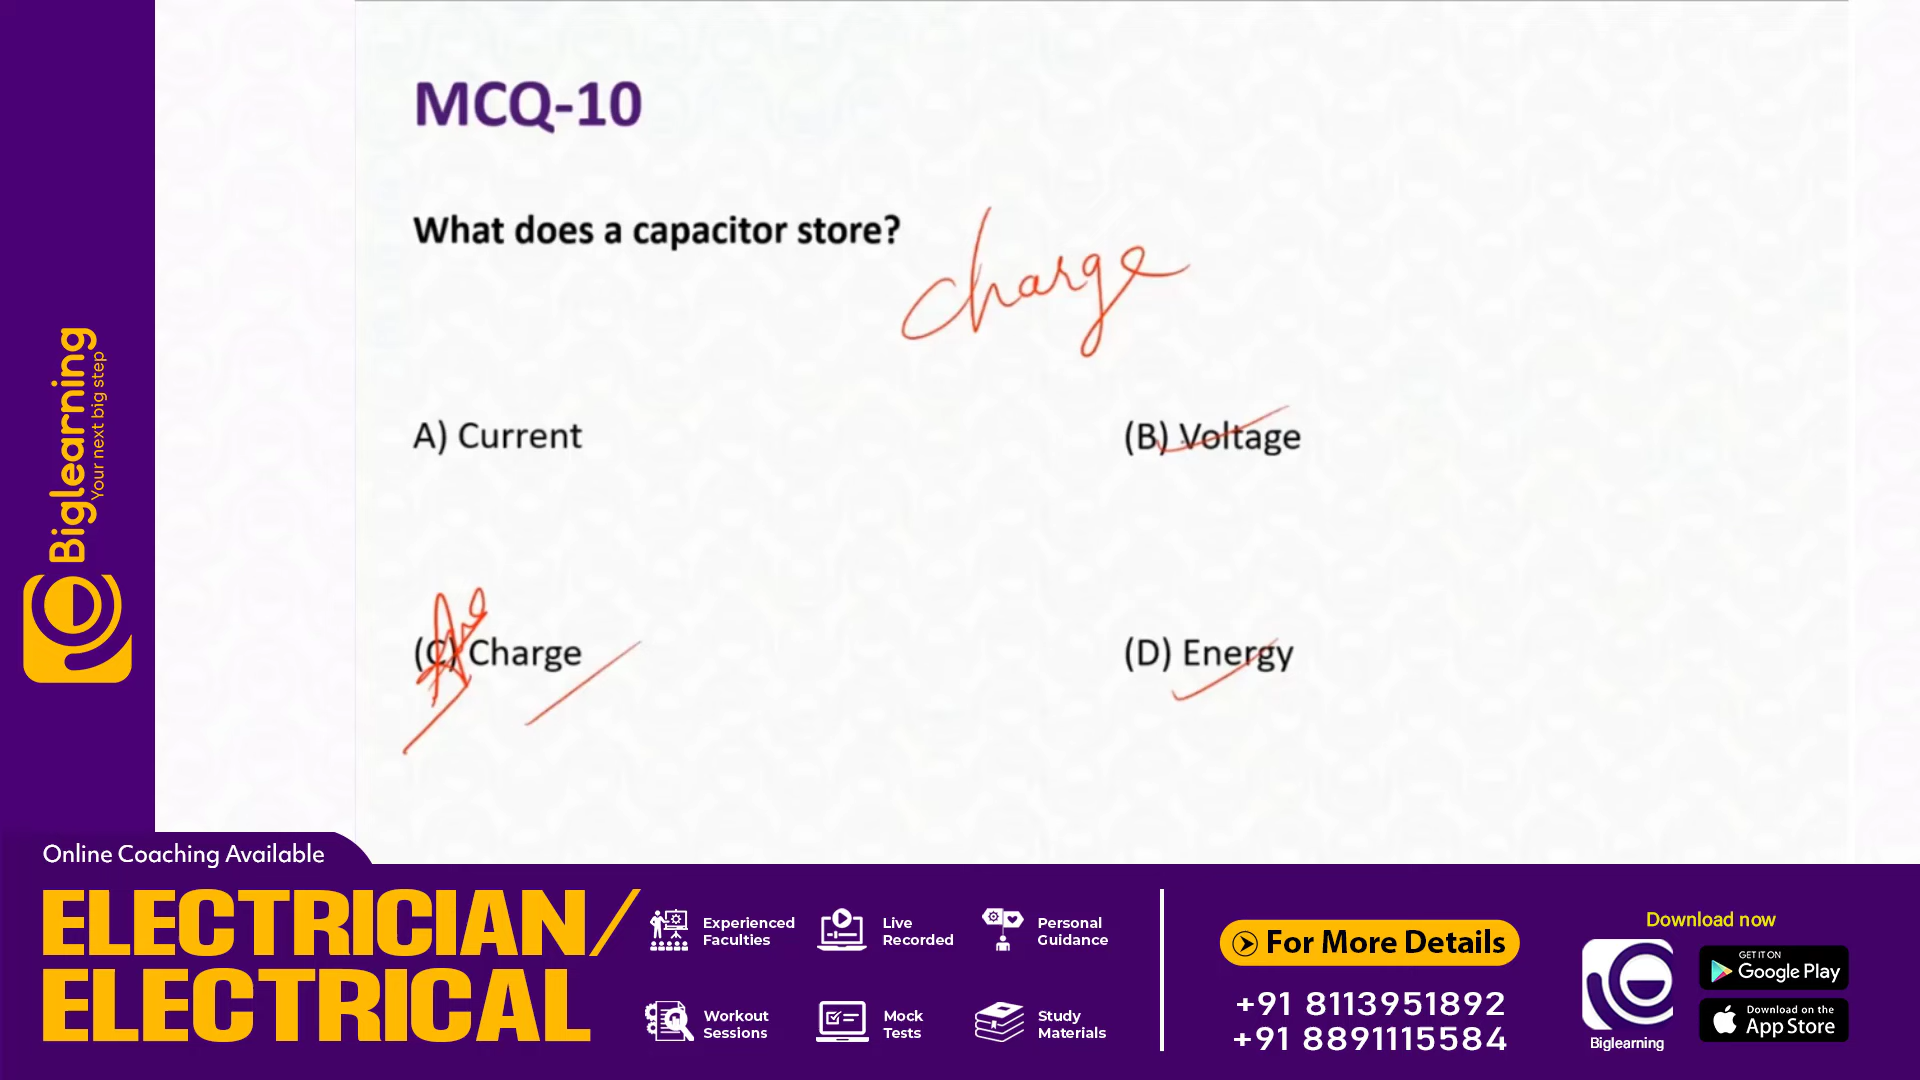 MCQ-10
What does a capacitor store?
charge
A) Current
(B) Voltage
(C) Charge
(D) Energy
Biglearning
Your next big step
Online Coaching Available
ELECTRICIAN/
ELECTRICAL
Experienced
Faculties
Live
Recorded
Personal
Guidance
Workout
Sessions
Mock
Tests
Study
Materials
For More Details
+91 8113951892
+91 8891115584
Download now
Biglearning
GET IT ON
Google Play
Download on the
App Store